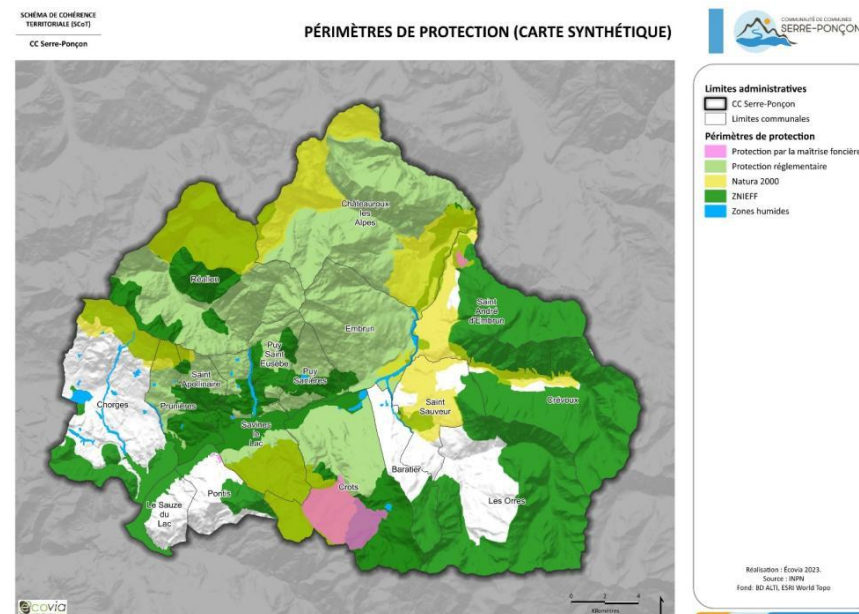 SCHÉMA DE COHÉRENCE
TERRITORIALE (SCoT)
CC Serre-Ponçon
PÉRIMÈTRES DE PROTECTION (CARTE SYNTHÉTIQUE)
COMMUNAUTÉ DE COMMUNES
SERRE-PONÇON
Limites administratives
CC Serre-Ponçon
Limites communales
Périmètres de protection
Protection par la maîtrise foncière
Protection réglementaire
Natura 2000
ZNIEFF
Zones humides
Châteauroux
les
Alpes
Réallon
Saint
André
d'Embrun
Embrun
Puy
Saint
Eusèbe
Puy
Sanières
Saint
Apollinaire
Chorges
Prunières
Savines
le
Lac
Saint
Sauveur
Crévoux
Baratier
Crots
Pontis
Le Sauze
du
Lac
Les Orres
Réalisation : Écovia 2023.
Source : INPN
Fond: BD ALTI, ESRI World Topo
écovia
0 2 4
Kilomètres